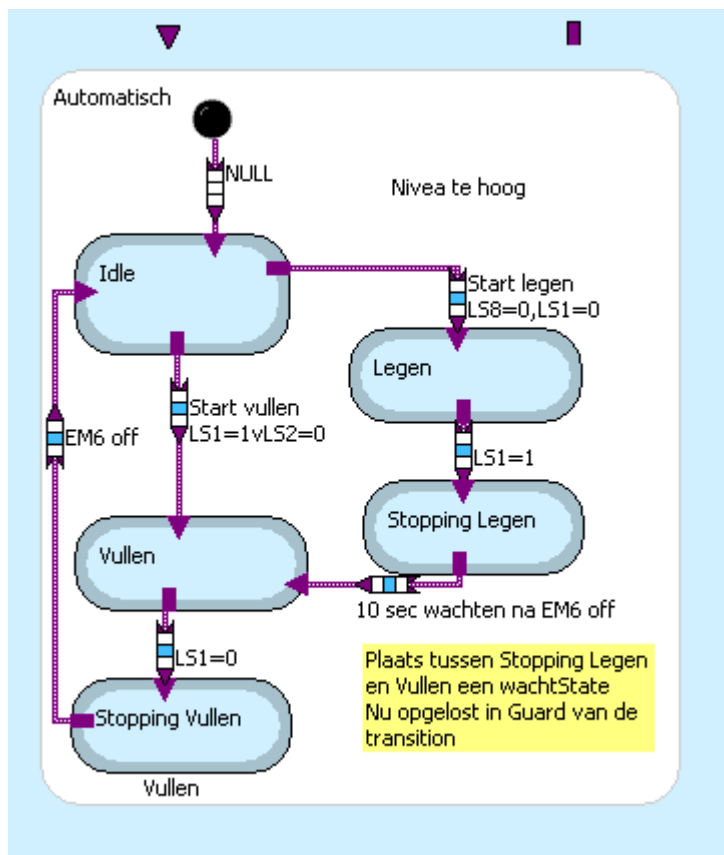 Automatisch
NULL
Nivea te hoog
Idle
Start legen
LS8=0,LS1=0
Legen
Start vullen
LS1=1vLS2=0
EM6 off
LS1=1
Stopping Legen
Vullen
10 sec wachten na EM6 off
LS1=0
Plaats tussen Stopping Legen
en Vullen een wachtState
Nu opgelost in Guard van de
transition
Stopping Vullen
Vullen